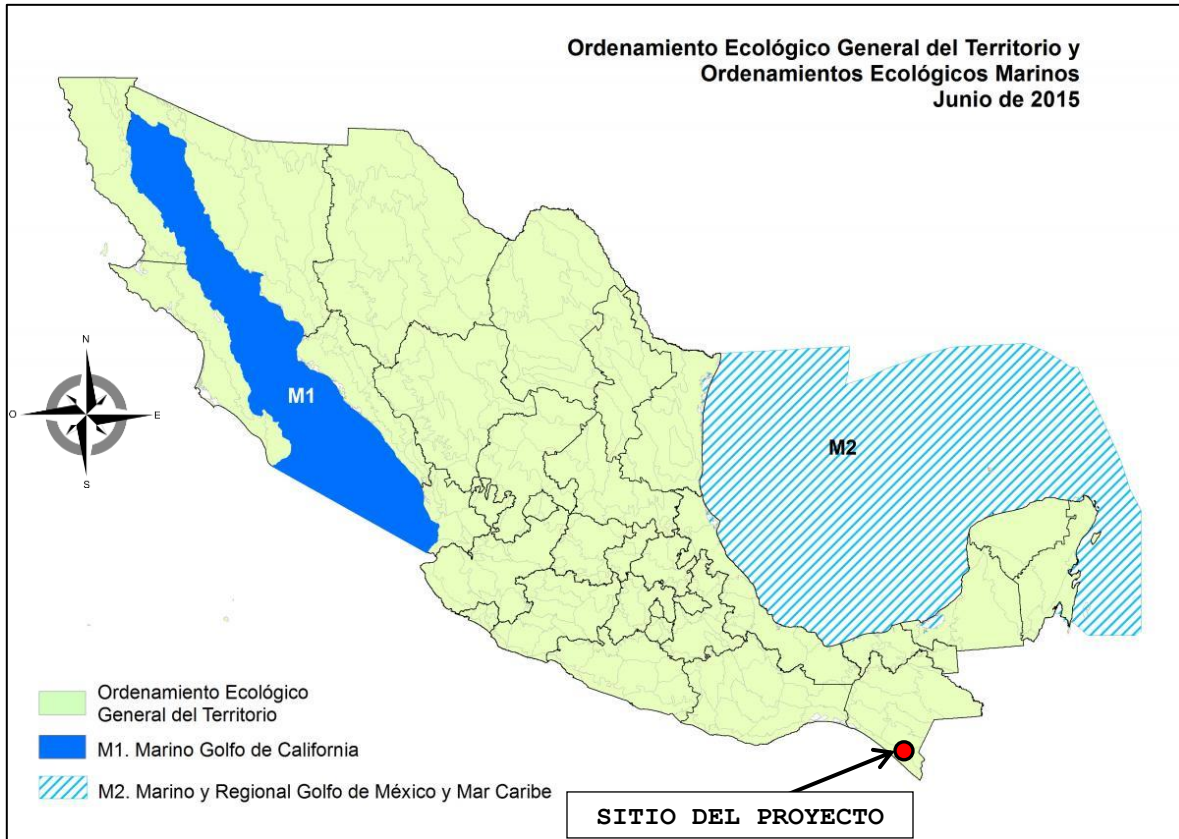 Ordenamiento Ecológico General del Territorio y
Ordenamientos Ecológicos Marinos
Junio de 2015
N
O
E
S
M1
M2
Ordenamiento Ecológico
General del Territorio
M1. Marino Golfo de California
M2. Marino y Regional Golfo de México y Mar Caribe
SITIO DEL PROYECTO